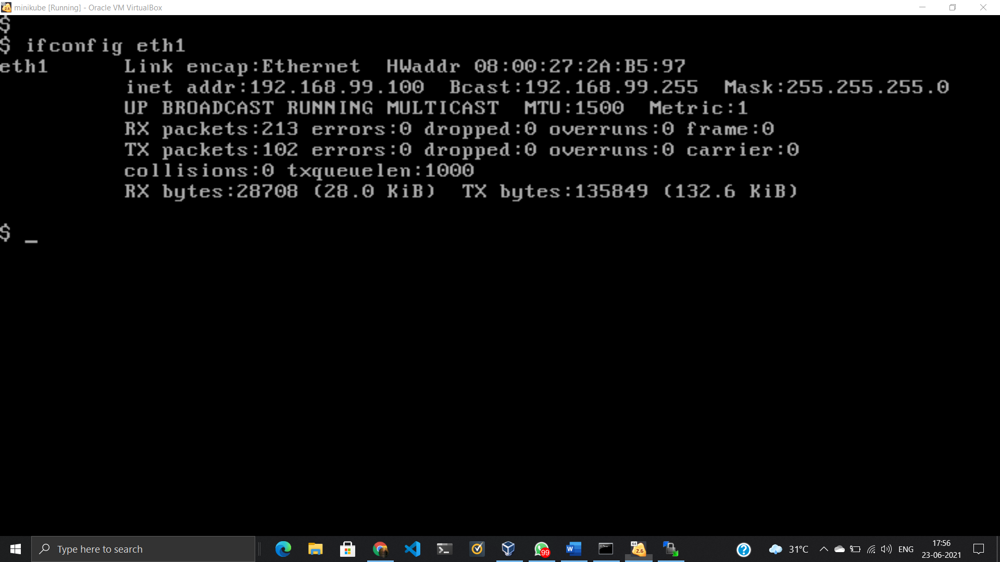 minikube [Running] - Oracle VM VirtualBox
$
$ ifconfig eth1
eth1 Link encap:Ethernet HWaddr 08:00:27:2A:B5:97
inet addr:192.168.99.100 Bcast:192.168.99.255 Mask:255.255.255.0
UP BROADCAST RUNNING MULTICAST MTU:1500 Metric:1
RX packets:213 errors:0 dropped:0 overruns:0 frame:0
TX packets:102 errors:0 dropped:0 overruns:0 carrier:0
collisions:0 txqueuelen:1000
RX bytes:28708 (28.0 KiB) TX bytes:135849 (132.6 KiB)
$ _
Type here to search
99
W
64
2.6
?
31°C
ENG
17:56
23-06-2021